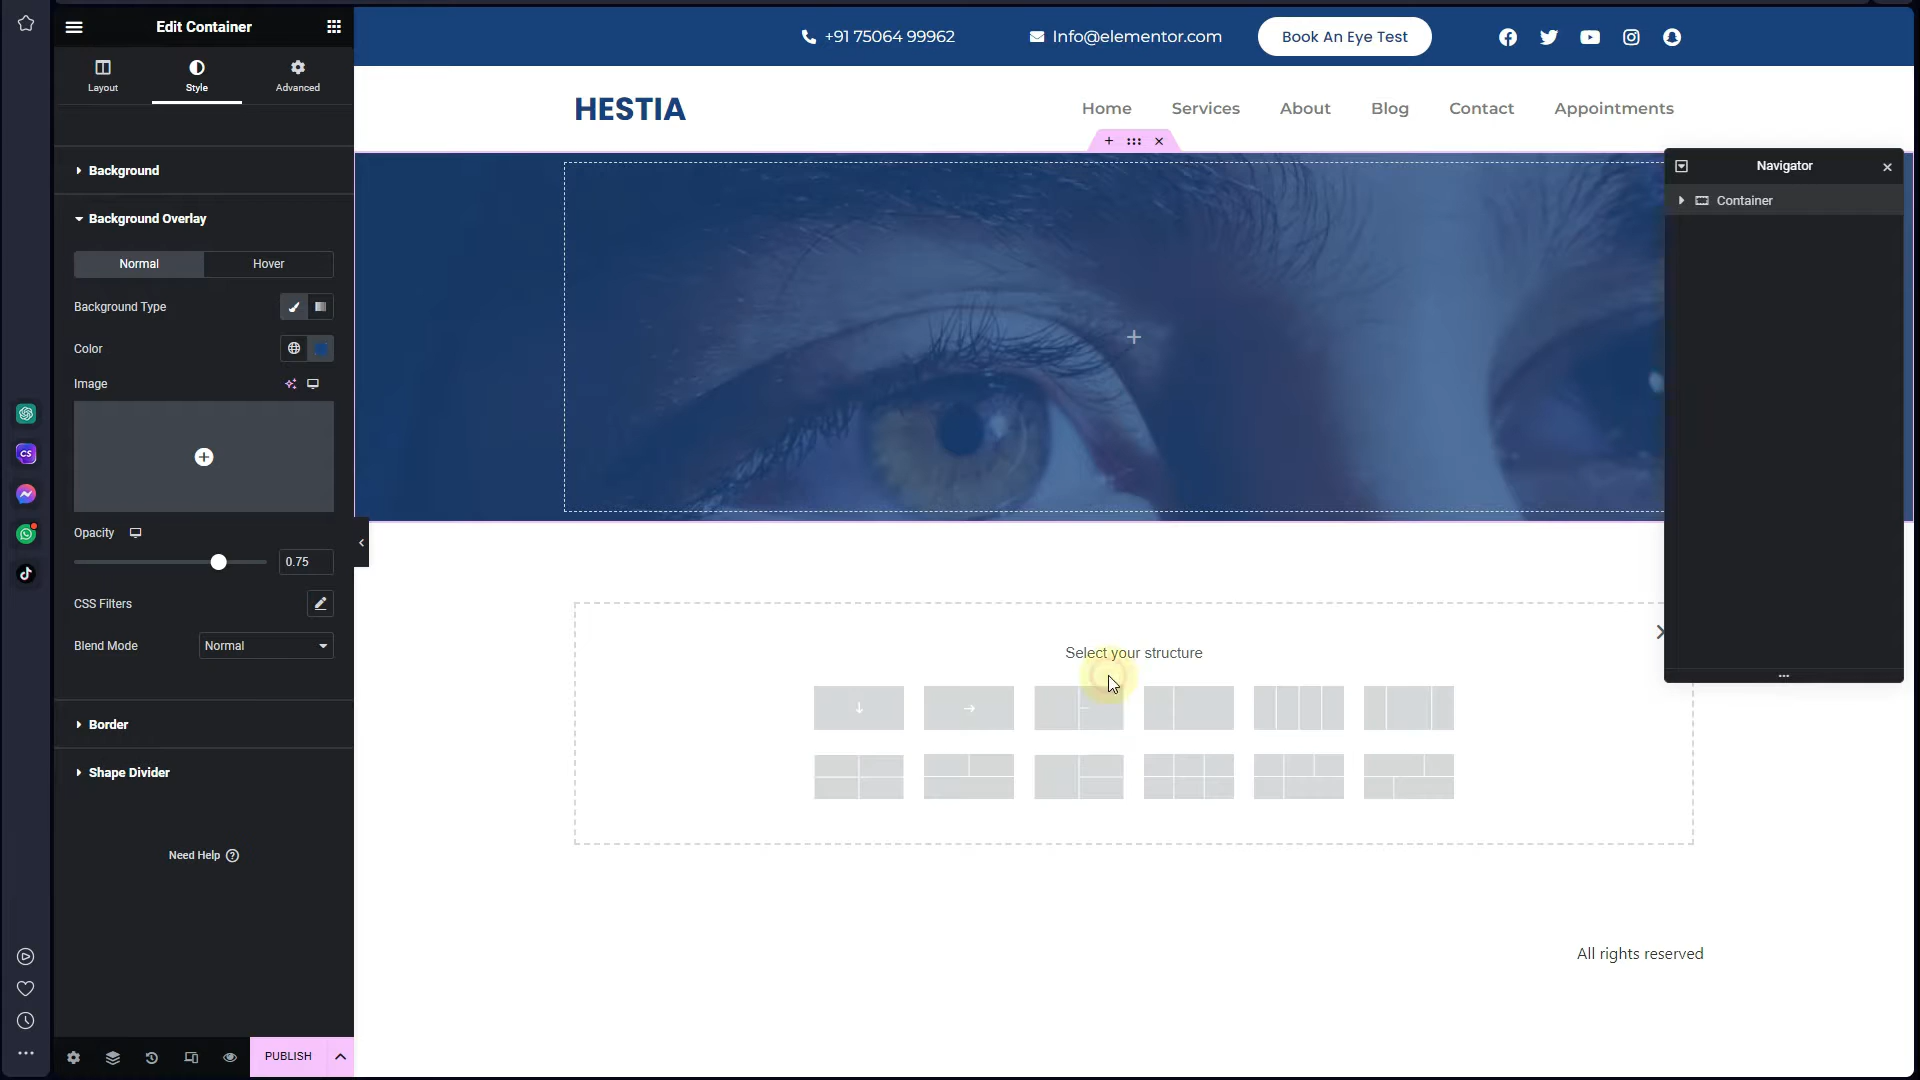 Edit Container
Layout
Style
Advanced
Background
Background Overlay
Normal
Hover
Background Type
Color
Image
Opacity
0.75
CSS Filters
Blend Mode
Normal
Border
Shape Divider
Need Help
PUBLISH
CS
+91 75064 99962
Info@elementor.com
Book An Eye Test
HESTIA
Home
Services
About
Blog
Contact
Appointments
Navigator
Container
Select your structure
All rights reserved